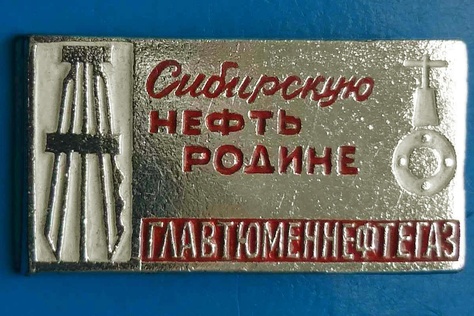 Сибирскую
НЕФТЬ
РОДИНЕ
ГЛАВТЮМЕННЕФТЕГАЗ